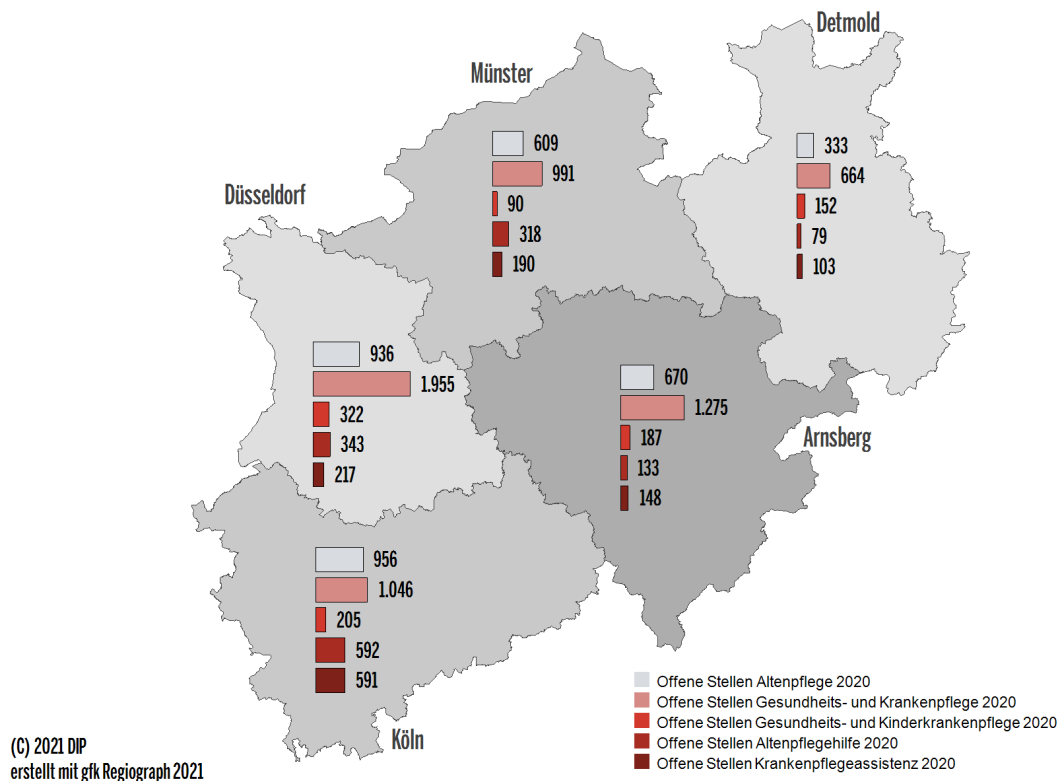 Detmold
333
664
152
79
103
Münster
609
991
90
318
190
Düsseldorf
936
1.955
322
343
217
Arnsberg
670
1.275
187
133
148
Köln
956
1.046
205
592
591
Offene Stellen Altenpflege 2020
Offene Stellen Gesundheits- und Krankenpflege 2020
Offene Stellen Gesundheits- und Kinderkrankenpflege 2020
Offene Stellen Altenpflegehilfe 2020
Offene Stellen Krankenpflegeassistenz 2020
(C) 2021 DIP
erstellt mit gfk Regiograph 2021